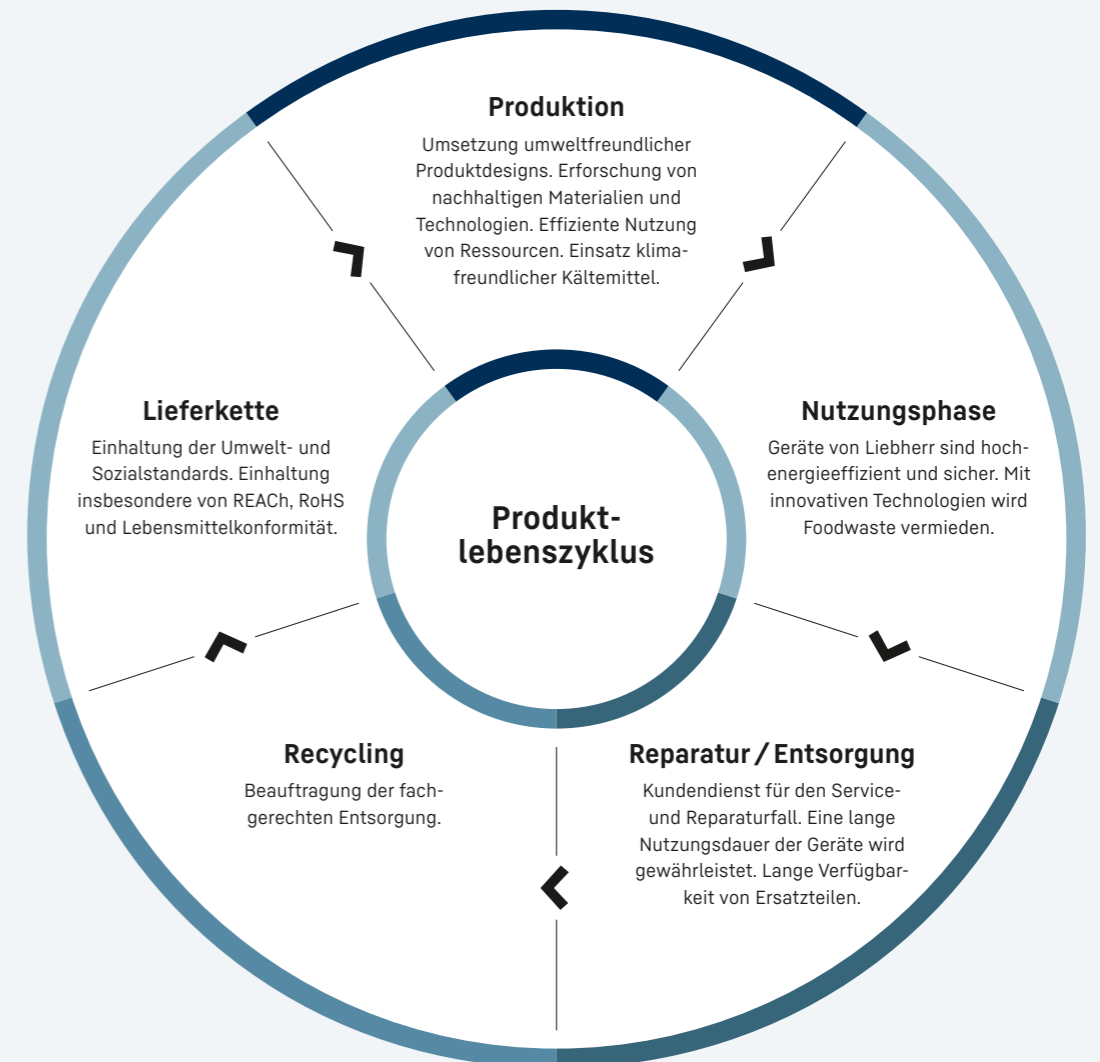 Produktion
Umsetzung umweltfreundlicher
Produktdesigns. Erforschung von
nachhaltigen Materialien und
Technologien. Effiziente Nutzung
von Ressourcen. Einsatz klima-
freundlicher Kältemittel.
Lieferkette
Einhaltung der Umwelt- und
Sozialstandards. Einhaltung
insbesondere von REACh, RoHS
und Lebensmittelkonformität.
Nutzungsphase
Geräte von Liebherr sind hoch-
energieeffizient und sicher. Mit
innovativen Technologien wird
Foodwaste vermieden.
Produkt-
lebenszyklus
Recycling
Beauftragung der fach-
gerechten Entsorgung.
Reparatur / Entsorgung
Kundendienst für den Service-
und Reparaturfall. Eine lange
Nutzungsdauer der Geräte wird
gewährleistet. Lange Verfügbar-
keit von Ersatzteilen.